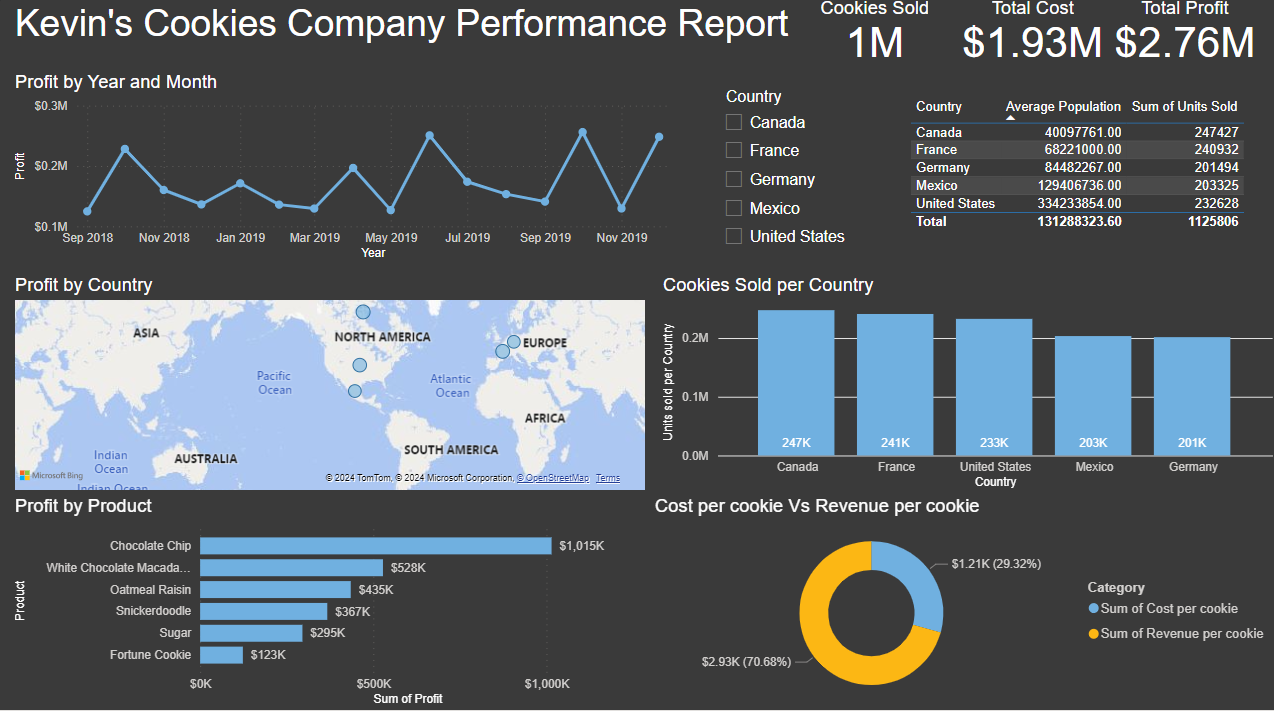 Kevin's Cookies Company Performance Report
Cookies Sold
1M
Total Cost
$1.93M
Total Profit
$2.76M
Profit by Year and Month
$0.3M
$0.2M
$0.1M
Profit
Sep 2018 Nov 2018 Jan 2019 Mar 2019 May 2019 Jul 2019 Sep 2019 Nov 2019
Year
Country
Canada
France
Germany
Mexico
United States
Country Average Population Sum of Units Sold
Canada 40097761.00 247427
France 68221000.00 240932
Germany 84482267.00 201494
Mexico 129406736.00 203325
United States 334233854.00 232628
Total 131288323.60 1125806
Profit by Country
ASIA
NORTH AMERICA
EUROPE
Pacific
Ocean
Atlantic
Ocean
AFRICA
SOUTH AMERICA
Indian
Ocean
AUSTRALIA
Indian Ocean
Microsoft Bing
© 2024 TomTom, © 2024 Microsoft Corporation, © OpenStreetMap Terms
Cookies Sold per Country
Units sold per Country
0.2M
0.1M
0.0M
247K 241K 233K 203K 201K
Canada France United States Mexico Germany
Country
Profit by Product
Product
Chocolate Chip $1,015K
White Chocolate Macada... $528K
Oatmeal Raisin $435K
Snickerdoodle $367K
Sugar $295K
Fortune Cookie $123K
$0K $500K $1,000K
Sum of Profit
Cost per cookie Vs Revenue per cookie
$1.21K (29.32%)
$2.93K (70.68%)
Category
Sum of Cost per cookie
Sum of Revenue per cookie